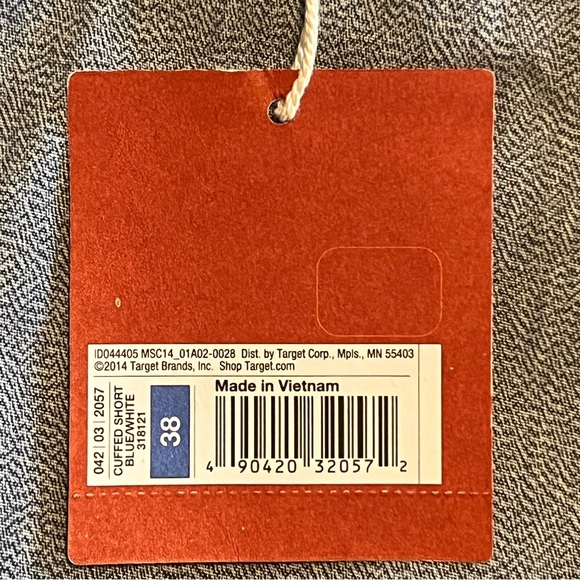 ID044405 MSC14_01A02-0028 Dist. by Target Corp., Mpls., MN 55403
©2014 Target Brands, Inc. Shop Target.com
042 | 03 | 2057
CUFFED SHORT
BLUE/WHITE
318121
38
Made in Vietnam
4 90420 32057 2